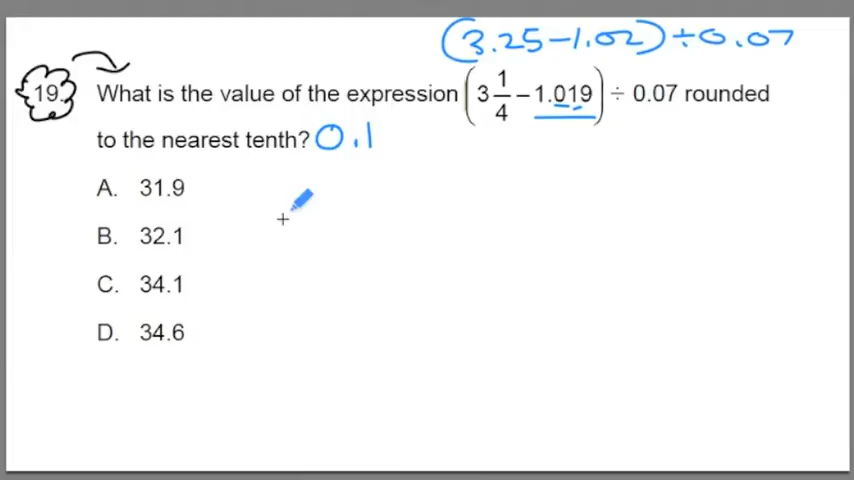 (3.25-1.02)÷0.07
19. What is the value of the expression (3 1/4 − 1.019) ÷ 0.07 rounded
to the nearest tenth? 0.1
A. 31.9
B. 32.1
C. 34.1
D. 34.6